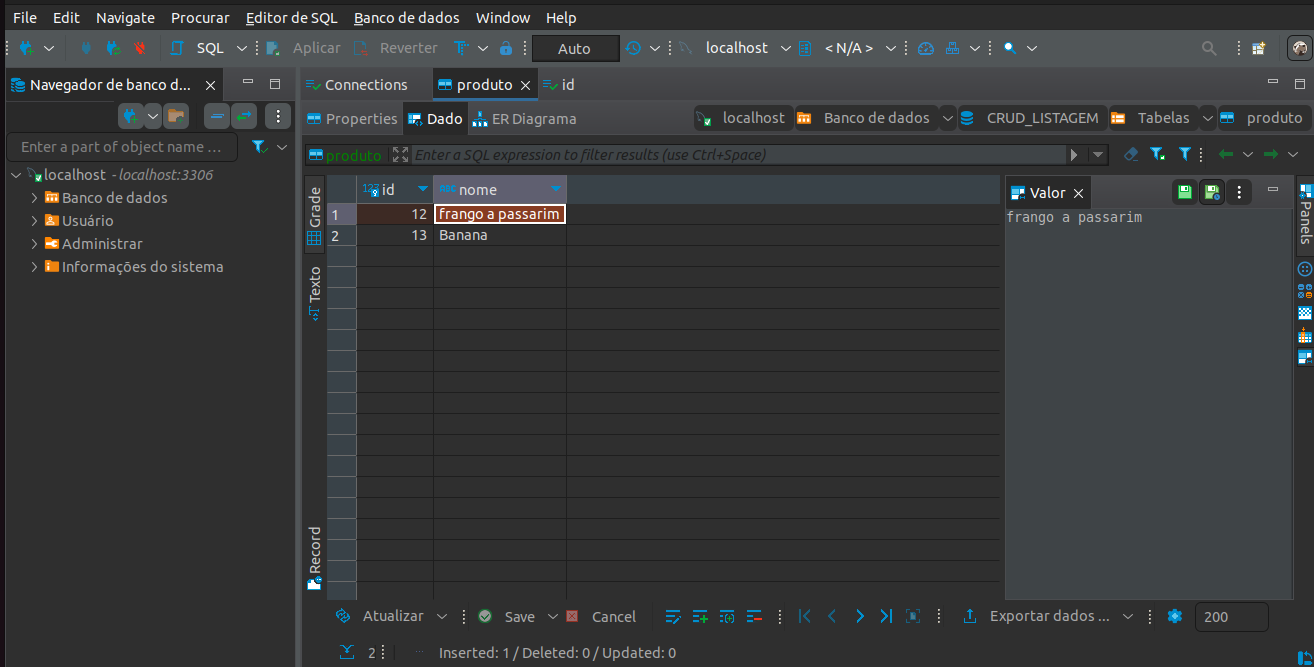 File Edit Navigate Procurar Editor de SQL Banco de dados Window Help
SQL Aplicar Reverter Auto localhost < N/A >
Navegador de banco d...
Enter a part of object name ...
localhost - localhost:3306
Banco de dados
Usuário
Administrar
Informações do sistema
Connections produto id
Properties Dado ER Diagrama localhost Banco de dados CRUD_LISTAGEM Tabelas produto
produto Enter a SQL expression to filter results (use Ctrl+Space)
Grade
Texto
Record
123 id abc nome
1 12 frango a passarim
2 13 Banana
Valor
frango a passarim
Panels
Atualizar Save Cancel Exportar dados ... 200
2 Inserted: 1 / Deleted: 0 / Updated: 0